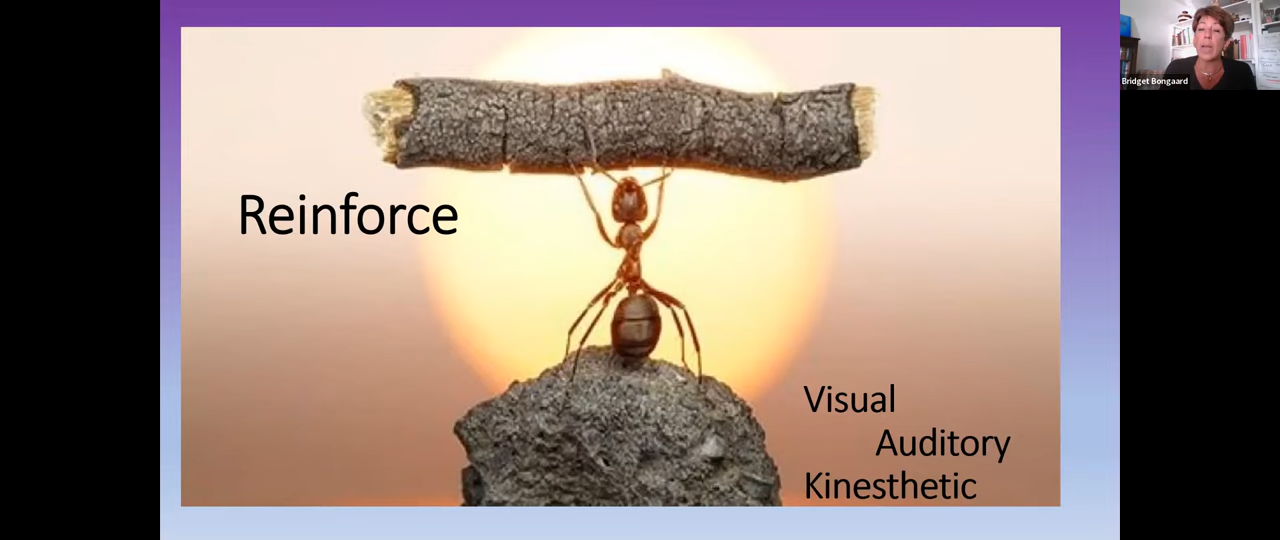 Bridget Bongaard
Reinforce
Visual
Auditory
Kinesthetic